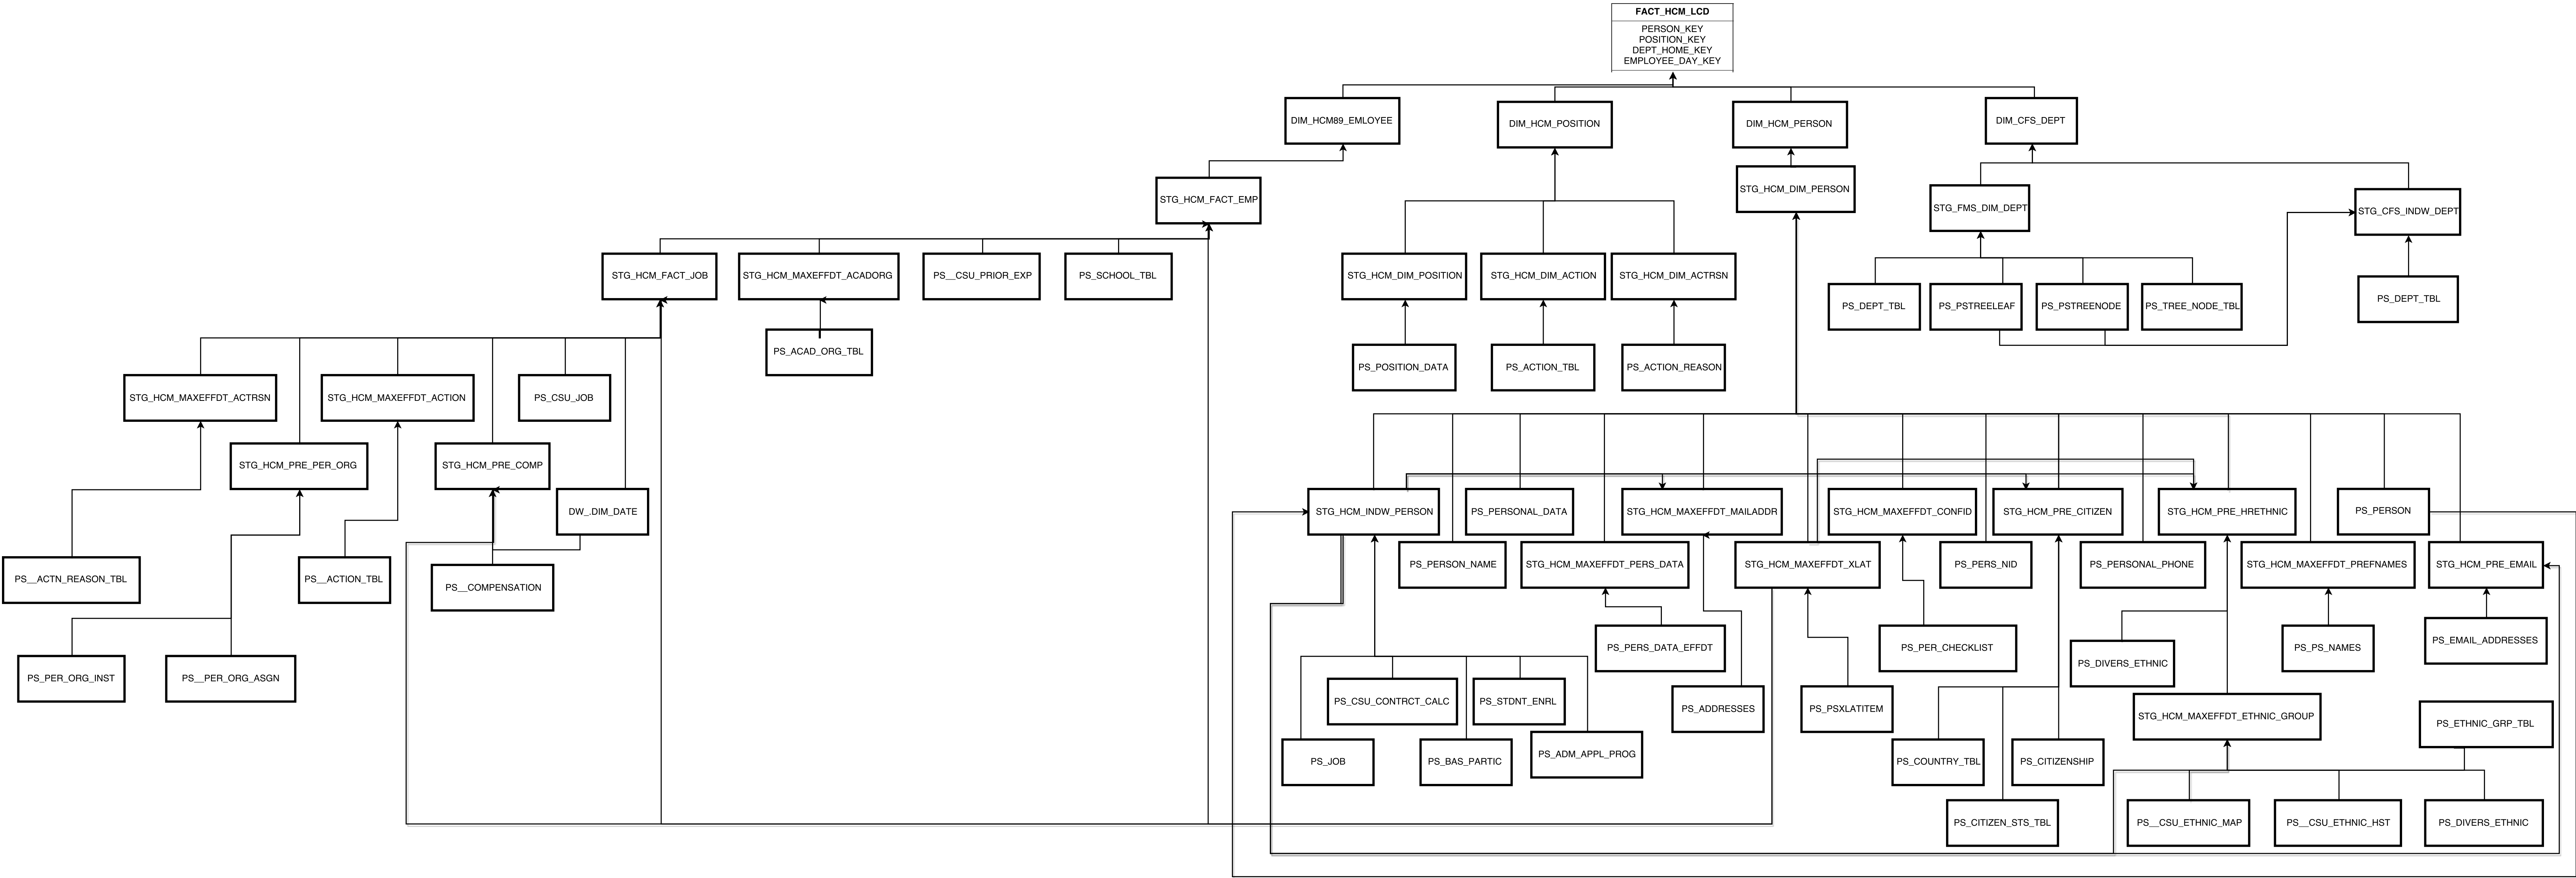 FACT_HCM_LCD
PERSON_KEY
POSITION_KEY
DEPT_HOME_KEY
EMPLOYEE_DAY_KEY
DIM_HCM89_EMLOYEE
DIM_HCM_POSITION
DIM_HCM_PERSON
DIM_CFS_DEPT
STG_HCM_FACT_EMP
STG_HCM_DIM_PERSON
STG_FMS_DIM_DEPT
STG_CFS_INDW_DEPT
STG_HCM_FACT_JOB
STG_HCM_MAXEFFDT_ACADORG
PS__CSU_PRIOR_EXP
PS_SCHOOL_TBL
STG_HCM_DIM_POSITION
STG_HCM_DIM_ACTION
STG_HCM_DIM_ACTRSN
PS_DEPT_TBL
PS_PSTREELEAF
PS_PSTREENODE
PS_TREE_NODE_TBL
PS_DEPT_TBL
PS_ACAD_ORG_TBL
PS_POSITION_DATA
PS_ACTION_TBL
PS_ACTION_REASON
STG_HCM_MAXEFFDT_ACTRSN
STG_HCM_MAXEFFDT_ACTION
PS_CSU_JOB
STG_HCM_PRE_PER_ORG
STG_HCM_PRE_COMP
DW_.DIM_DATE
STG_HCM_INDW_PERSON
PS_PERSONAL_DATA
STG_HCM_MAXEFFDT_MAILADDR
STG_HCM_MAXEFFDT_CONFID
STG_HCM_PRE_CITIZEN
STG_HCM_PRE_HRETHNIC
PS_PERSON
PS__ACTN_REASON_TBL
PS__ACTION_TBL
PS__COMPENSATION
PS_PERSON_NAME
STG_HCM_MAXEFFDT_PERS_DATA
STG_HCM_MAXEFFDT_XLAT
PS_PERS_NID
PS_PERSONAL_PHONE
STG_HCM_MAXEFFDT_PREFNAMES
STG_HCM_PRE_EMAIL
PS_PERS_DATA_EFFDT
PS_PER_CHECKLIST
PS_DIVERS_ETHNIC
PS_PS_NAMES
PS_EMAIL_ADDRESSES
PS_PER_ORG_INST
PS__PER_ORG_ASGN
PS_CSU_CONTRCT_CALC
PS_STDNT_ENRL
PS_ADDRESSES
PS_PSXLATITEM
STG_HCM_MAXEFFDT_ETHNIC_GROUP
PS_ETHNIC_GRP_TBL
PS_JOB
PS_BAS_PARTIC
PS_ADM_APPL_PROG
PS_COUNTRY_TBL
PS_CITIZENSHIP
PS_CITIZEN_STS_TBL
PS__CSU_ETHNIC_MAP
PS__CSU_ETHNIC_HST
PS_DIVERS_ETHNIC